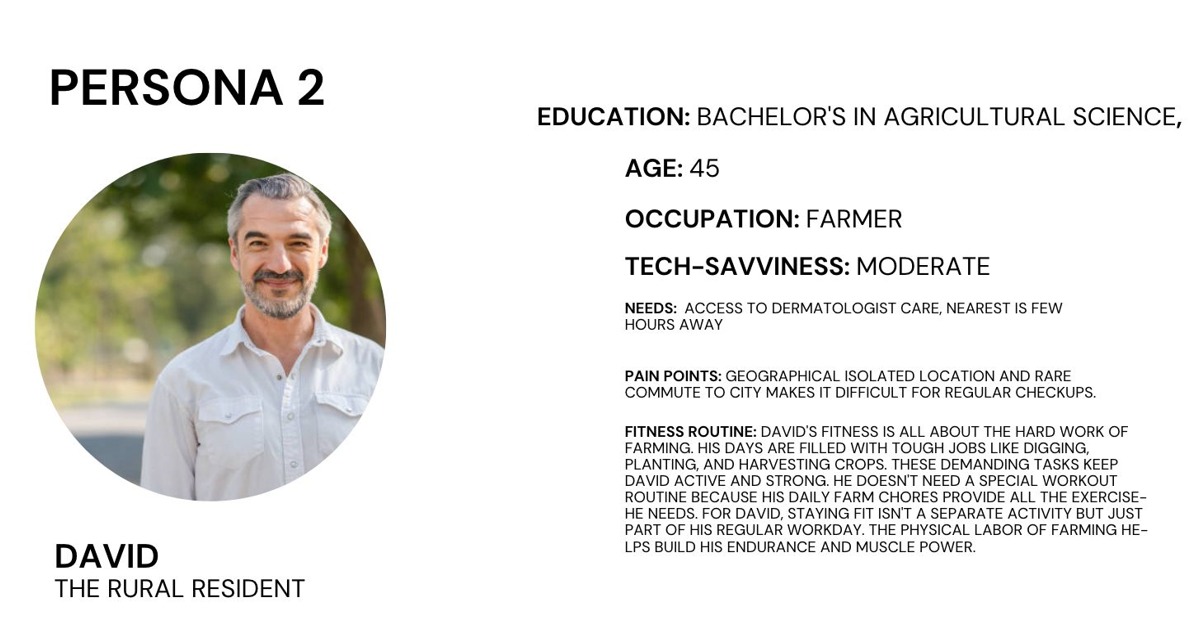 PERSONA 2
EDUCATION: BACHELOR'S IN AGRICULTURAL SCIENCE,
AGE: 45
OCCUPATION: FARMER
TECH-SAVVINESS: MODERATE
NEEDS: ACCESS TO DERMATOLOGIST CARE, NEAREST IS FEW
HOURS AWAY
PAIN POINTS: GEOGRAPHICAL ISOLATED LOCATION AND RARE
COMMUTE TO CITY MAKES IT DIFFICULT FOR REGULAR CHECKUPS.
FITNESS ROUTINE: DAVID'S FITNESS IS ALL ABOUT THE HARD WORK OF
FARMING. HIS DAYS ARE FILLED WITH TOUGH JOBS LIKE DIGGING,
PLANTING, AND HARVESTING CROPS. THESE DEMANDING TASKS KEEP
DAVID ACTIVE AND STRONG. HE DOESN'T NEED A SPECIAL WORKOUT
ROUTINE BECAUSE HIS DAILY FARM CHORES PROVIDE ALL THE EXERCISE-
HE NEEDS. FOR DAVID, STAYING FIT ISN'T A SEPARATE ACTIVITY BUT JUST
PART OF HIS REGULAR WORKDAY. THE PHYSICAL LABOR OF FARMING HE-
LPS BUILD HIS ENDURANCE AND MUSCLE POWER.
DAVID
THE RURAL RESIDENT